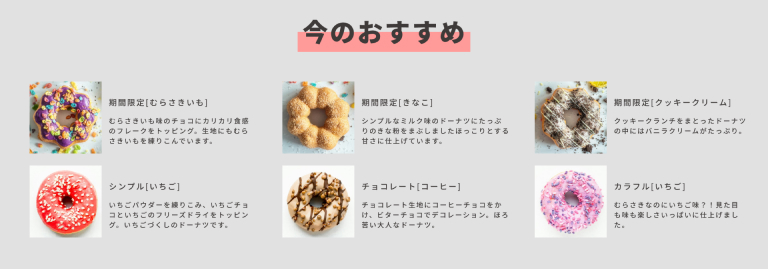 今のおすすめ
期間限定[むらさきいも]
むらさきいも味のチョコにカリカリ食感
のフレークをトッピング。生地にもむら
さきいもを練りこんでいます。
期間限定[きなこ]
シンプルなミルク味のドーナツにたっぷ
りのきな粉をまぶしましたほっこりとする
甘さに仕上げています。
期間限定[クッキークリーム]
クッキークランチをまとったドーナツ
の中にはバニラクリームがたっぷり。
シンプル[いちご]
いちごパウダーを練りこみ、いちごチョ
コといちごのフリーズドライをトッピン
グ。いちごづくしのドーナツです。
チョコレート[コーヒー]
チョコレート生地にコーヒーチョコをか
け、ビターチョコでデコレーション。ほろ
苦い大人なドーナツ。
カラフル[いちご]
むらさきなのにいちご味？！見た目
も味も楽しさいっぱいに仕上げまし
た。